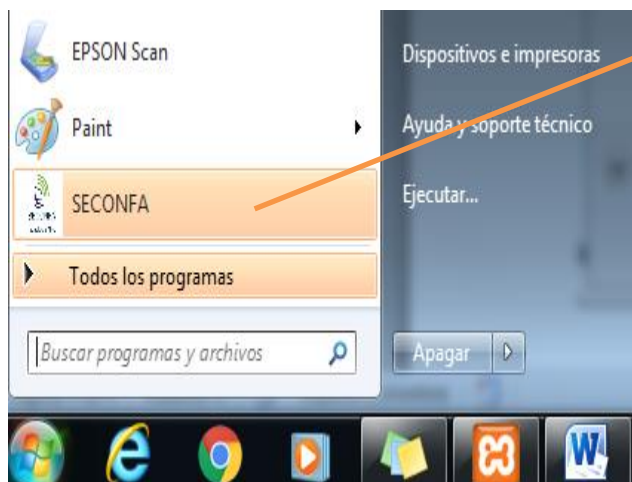 EPSON Scan
Paint
SECONFA
Todos los programas
Buscar programas y archivos
Dispositivos e impresoras
Ayuda y soporte técnico
Ejecutar...
Apagar
W